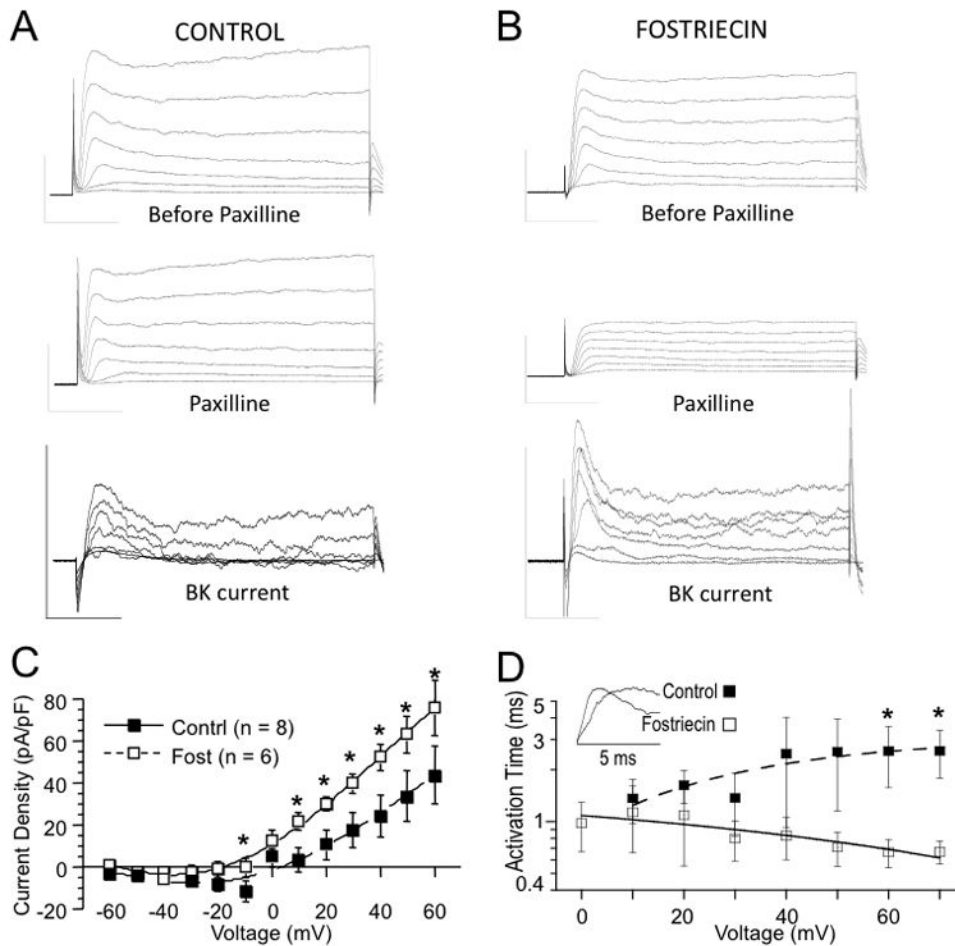 A
CONTROL
Before Paxilline
Paxilline
BK current
B
FOSTRIECIN
Before Paxilline
Paxilline
BK current
C
Current Density (pA/pF)
80
60
40
20
0
-20
Contrl (n = 8)
Fost (n = 6)
* * * * * * *
-60 -40 -20 0 20 40 60
Voltage (mV)
D
Activation Time (ms)
5
3
1
0.4
Control
Fostriecin
5 ms
* *
0 20 40 60
Voltage (mV)